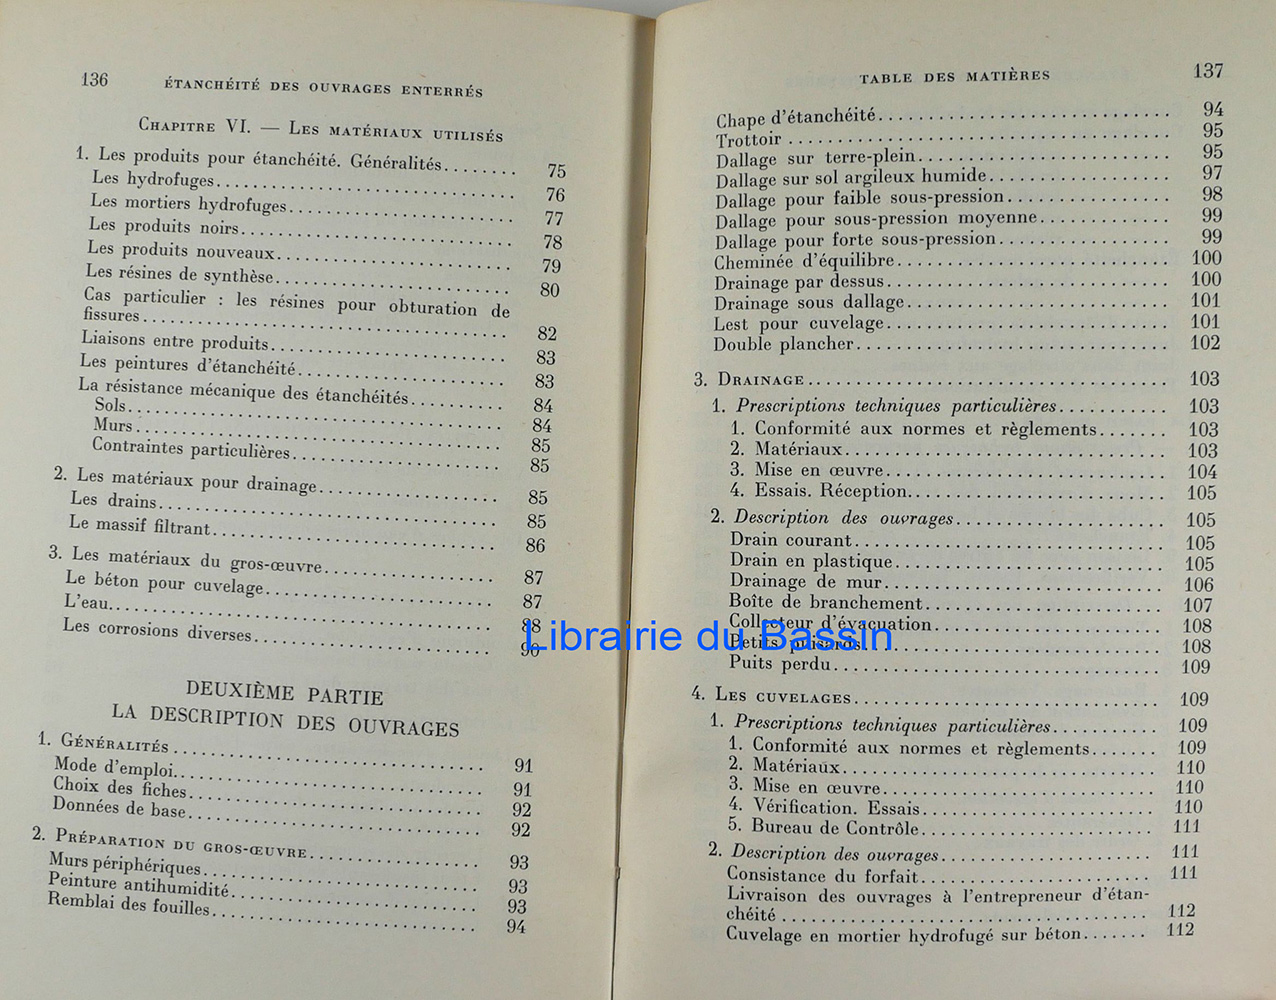 136 ÉTANCHÉITÉ DES OUVRAGES ENTERRÉS
CHAPITRE VI. — LES MATÉRIAUX UTILISÉS
1. Les produits pour étanchéité. Généralités........ 75
Les hydrofuges............................ 76
Les mortiers hydrofuges.................... 77
Les produits noirs......................... 78
Les produits nouveaux..................... 79
Les résines de synthèse..................... 80
Cas particulier : les résines pour obturation de
fissures.................................. 82
Liaisons entre produits..................... 83
Les peintures d'étanchéité.................. 83
La résistance mécanique des étanchéités........ 84
Sols.................................. 84
Murs................................. 85
Contraintes particulières................. 85
2. Les matériaux pour drainage................ 85
Les drains............................... 85
Le massif filtrant......................... 86
3. Les matériaux du gros-œuvre................ 87
Le béton pour cuvelage.................... 87
L'eau................................... 88
Les corrosions diverses..................... 90
DEUXIÈME PARTIE
LA DESCRIPTION DES OUVRAGES
1. GÉNÉRALITÉS........................... 91
Mode d'emploi........................... 91
Choix des fiches.......................... 92
Données de base.......................... 92
2. PRÉPARATION DU GROS-ŒUVRE............... 93
Murs périphériques........................ 93
Peinture antihumidité...................... 93
Remblai des fouilles....................... 94
TABLE DES MATIÈRES 137
Chape d'étanchéité......................... 94
Trottoir................................. 95
Dallage sur terre-plein...................... 95
Dallage sur sol argileux humide............... 97
Dallage pour faible sous-pression.............. 98
Dallage pour sous-pression moyenne........... 99
Dallage pour forte sous-pression.............. 99
Cheminée d'équilibre....................... 100
Drainage par dessus........................ 100
Drainage sous dallage...................... 101
Lest pour cuvelage........................ 101
Double plancher.......................... 102
3. DRAINAGE.............................. 103
1. Prescriptions techniques particulières......... 103
1. Conformité aux normes et règlements....... 103
2. Matériaux............................ 103
3. Mise en œuvre........................ 104
4. Essais. Réception...................... 105
2. Description des ouvrages.................. 105
Drain courant.......................... 105
Drain en plastique....................... 105
Drainage de mur........................ 106
Boîte de branchement.................... 107
Collecteur d'évacuation................... 108
Petits puisards.......................... 108
Puits perdu............................ 109
4. LES CUVELAGES.......................... 109
1. Prescriptions techniques particulières......... 109
1. Conformité aux normes et règlements....... 109
2. Matériaux............................ 110
3. Mise en œuvre........................ 110
4. Vérification. Essais..................... 110
5. Bureau de Contrôle..................... 111
2. Description des ouvrages.................. 111
Consistance du forfait.................... 111
Livraison des ouvrages à l'entrepreneur d'étan-
chéité................................ 112
Cuvelage en mortier hydrofugé sur béton....... 112
Librairie du Bassin